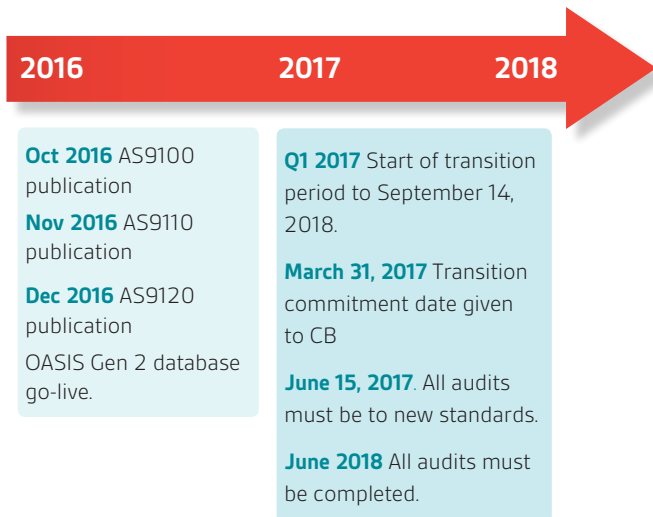 2016 2017 2018
Oct 2016 AS9100
publication
Nov 2016 AS9110
publication
Dec 2016 AS9120
publication
OASIS Gen 2 database
go-live.
Q1 2017 Start of transition
period to September 14,
2018.
March 31, 2017 Transition
commitment date given
to CB
June 15, 2017. All audits
must be to new standards.
June 2018 All audits must
be completed.